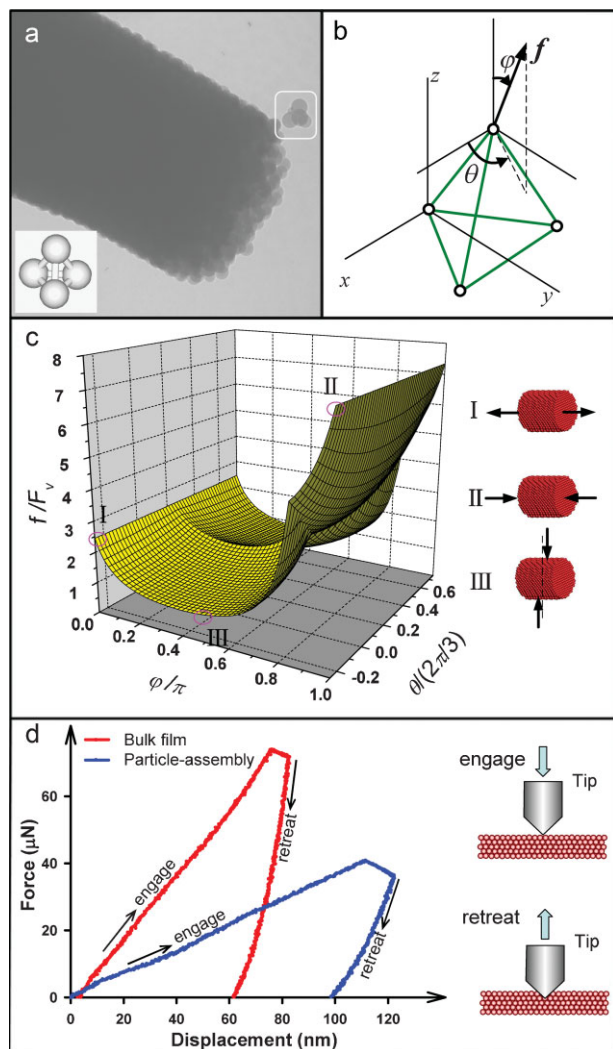 a
b
z
φ
f
θ
x
y
c
8
7
6
5
4
3
2
1
f/Fᵥ
I
II
III
0.0
0.2
0.4
0.6
0.8
1.0
φ/π
-0.2
0.0
0.2
0.4
0.6
θ/(2π/3)
I
II
III
d
Bulk film
Particle-assembly
60
40
20
0
Force (μN)
engage
retreat
engage
retreat
0 20 40 60 80 100 120
Displacement (nm)
engage
Tip
retreat
Tip